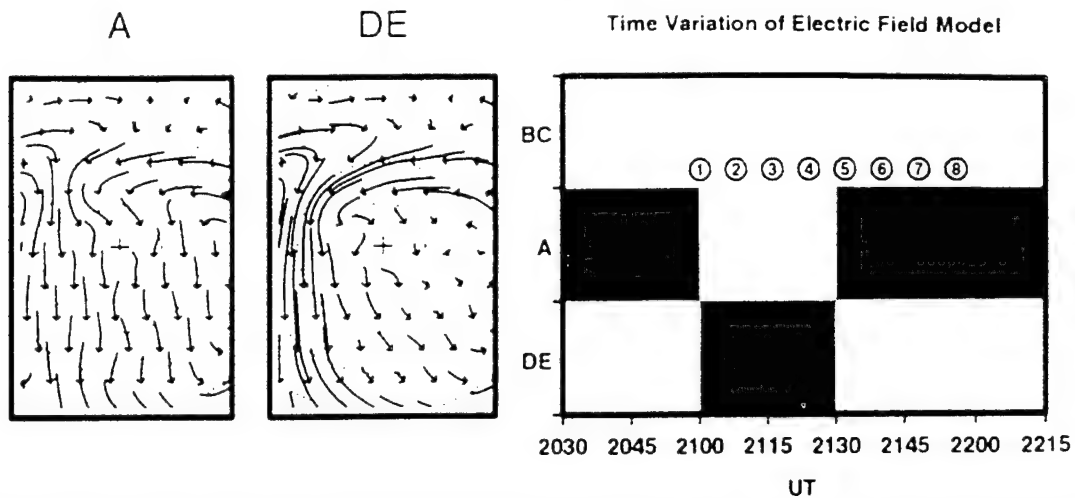 A
DE
Time Variation of Electric Field Model
BC
① ② ③ ④ ⑤ ⑥ ⑦ ⑧
A
DE
2030 2045 2100 2115 2130 2145 2200 2215
UT